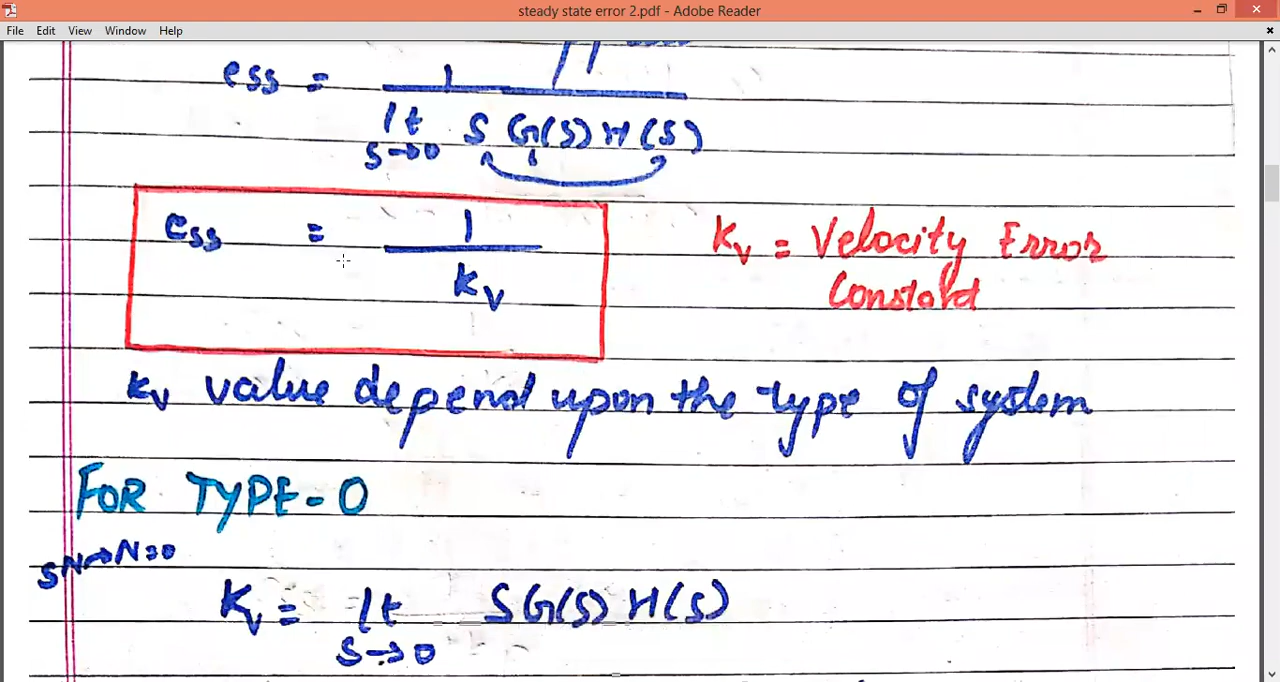 steady state error 2.pdf - Adobe Reader
File Edit View Window Help
ess = 1
lt S G(S) H(S)
S→0
ess = 1
Kv
Kv = Velocity Error
Constant
Kv value depend upon the type of system
FOR TYPE-0
S^N → N=0
Kv = lt S G(S) H(S)
S→0